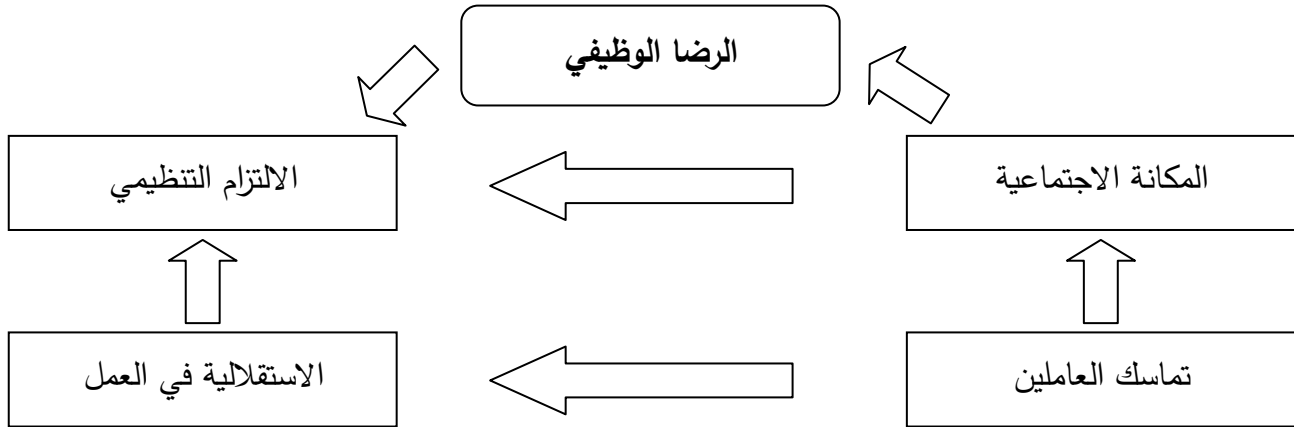 الرضا الوظيفي
المكانة الاجتماعية
الالتزام التنظيمي
تماسك العاملين
الاستقلالية في العمل